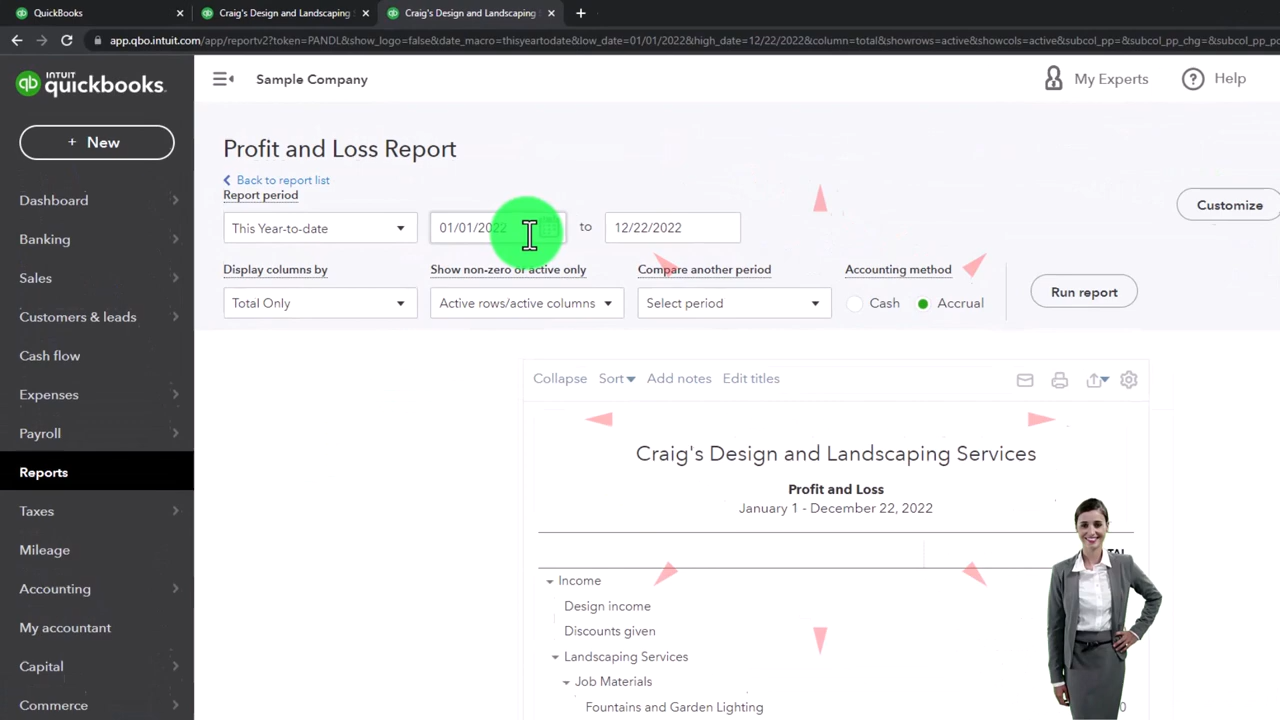 QuickBooks
Craig's Design and Landscaping
Craig's Design and Landscaping
app.qbo.intuit.com/app/reportv2?token=PANDL&show_logo=false&date_macro=thisyeartodate&low_date=01/01/2022&high_date=12/22/2022&column=total&showrows=active&showcols=active&subcol_pp=&subcol_pp_chg=&subcol_pp_pc
INTUIT
quickbooks.
Sample Company
My Experts
Help
+ New
Dashboard
Banking
Sales
Customers & leads
Cash flow
Expenses
Payroll
Reports
Taxes
Mileage
Accounting
My accountant
Capital
Commerce
Profit and Loss Report
Back to report list
Report period
This Year-to-date
01/01/2022
to
12/22/2022
Customize
Display columns by
Show non-zero or active only
Compare another period
Accounting method
Total Only
Active rows/active columns
Select period
Cash
Accrual
Run report
Collapse
Sort
Add notes
Edit titles
Craig's Design and Landscaping Services
Profit and Loss
January 1 - December 22, 2022
Income
Design income
Discounts given
Landscaping Services
Job Materials
Fountains and Garden Lighting